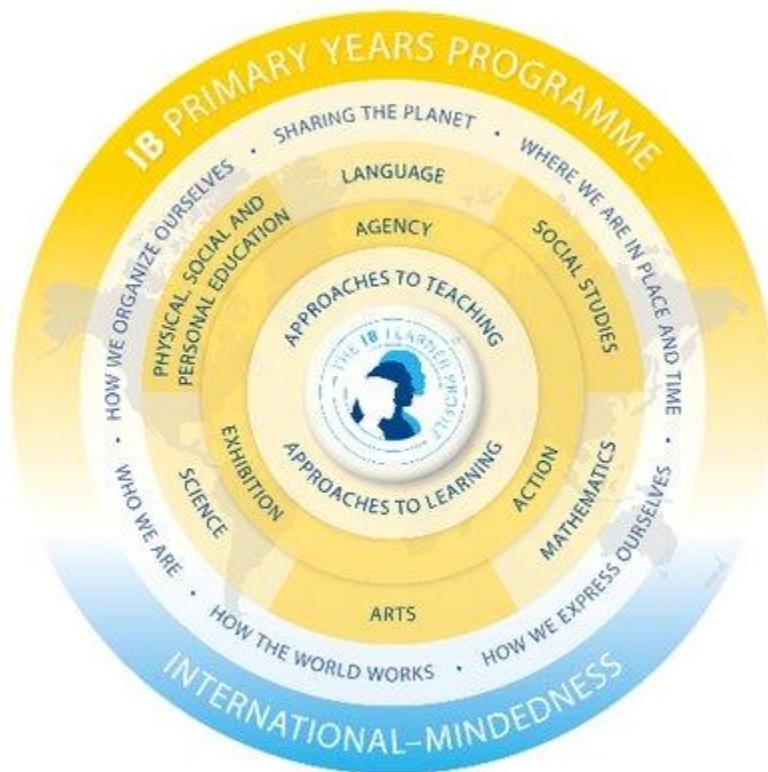 IB PRIMARY YEARS PROGRAMME
SHARING THE PLANET
WHERE WE ARE IN PLACE AND TIME
HOW WE EXPRESS OURSELVES
HOW THE WORLD WORKS
WHO WE ARE
HOW WE ORGANIZE OURSELVES
LANGUAGE
SOCIAL STUDIES
MATHEMATICS
ARTS
SCIENCE
PHYSICAL, SOCIAL AND
PERSONAL EDUCATION
AGENCY
ACTION
EXHIBITION
APPROACHES TO TEACHING
APPROACHES TO LEARNING
THE IB LEARNER PROFILE
INTERNATIONAL–MINDEDNESS